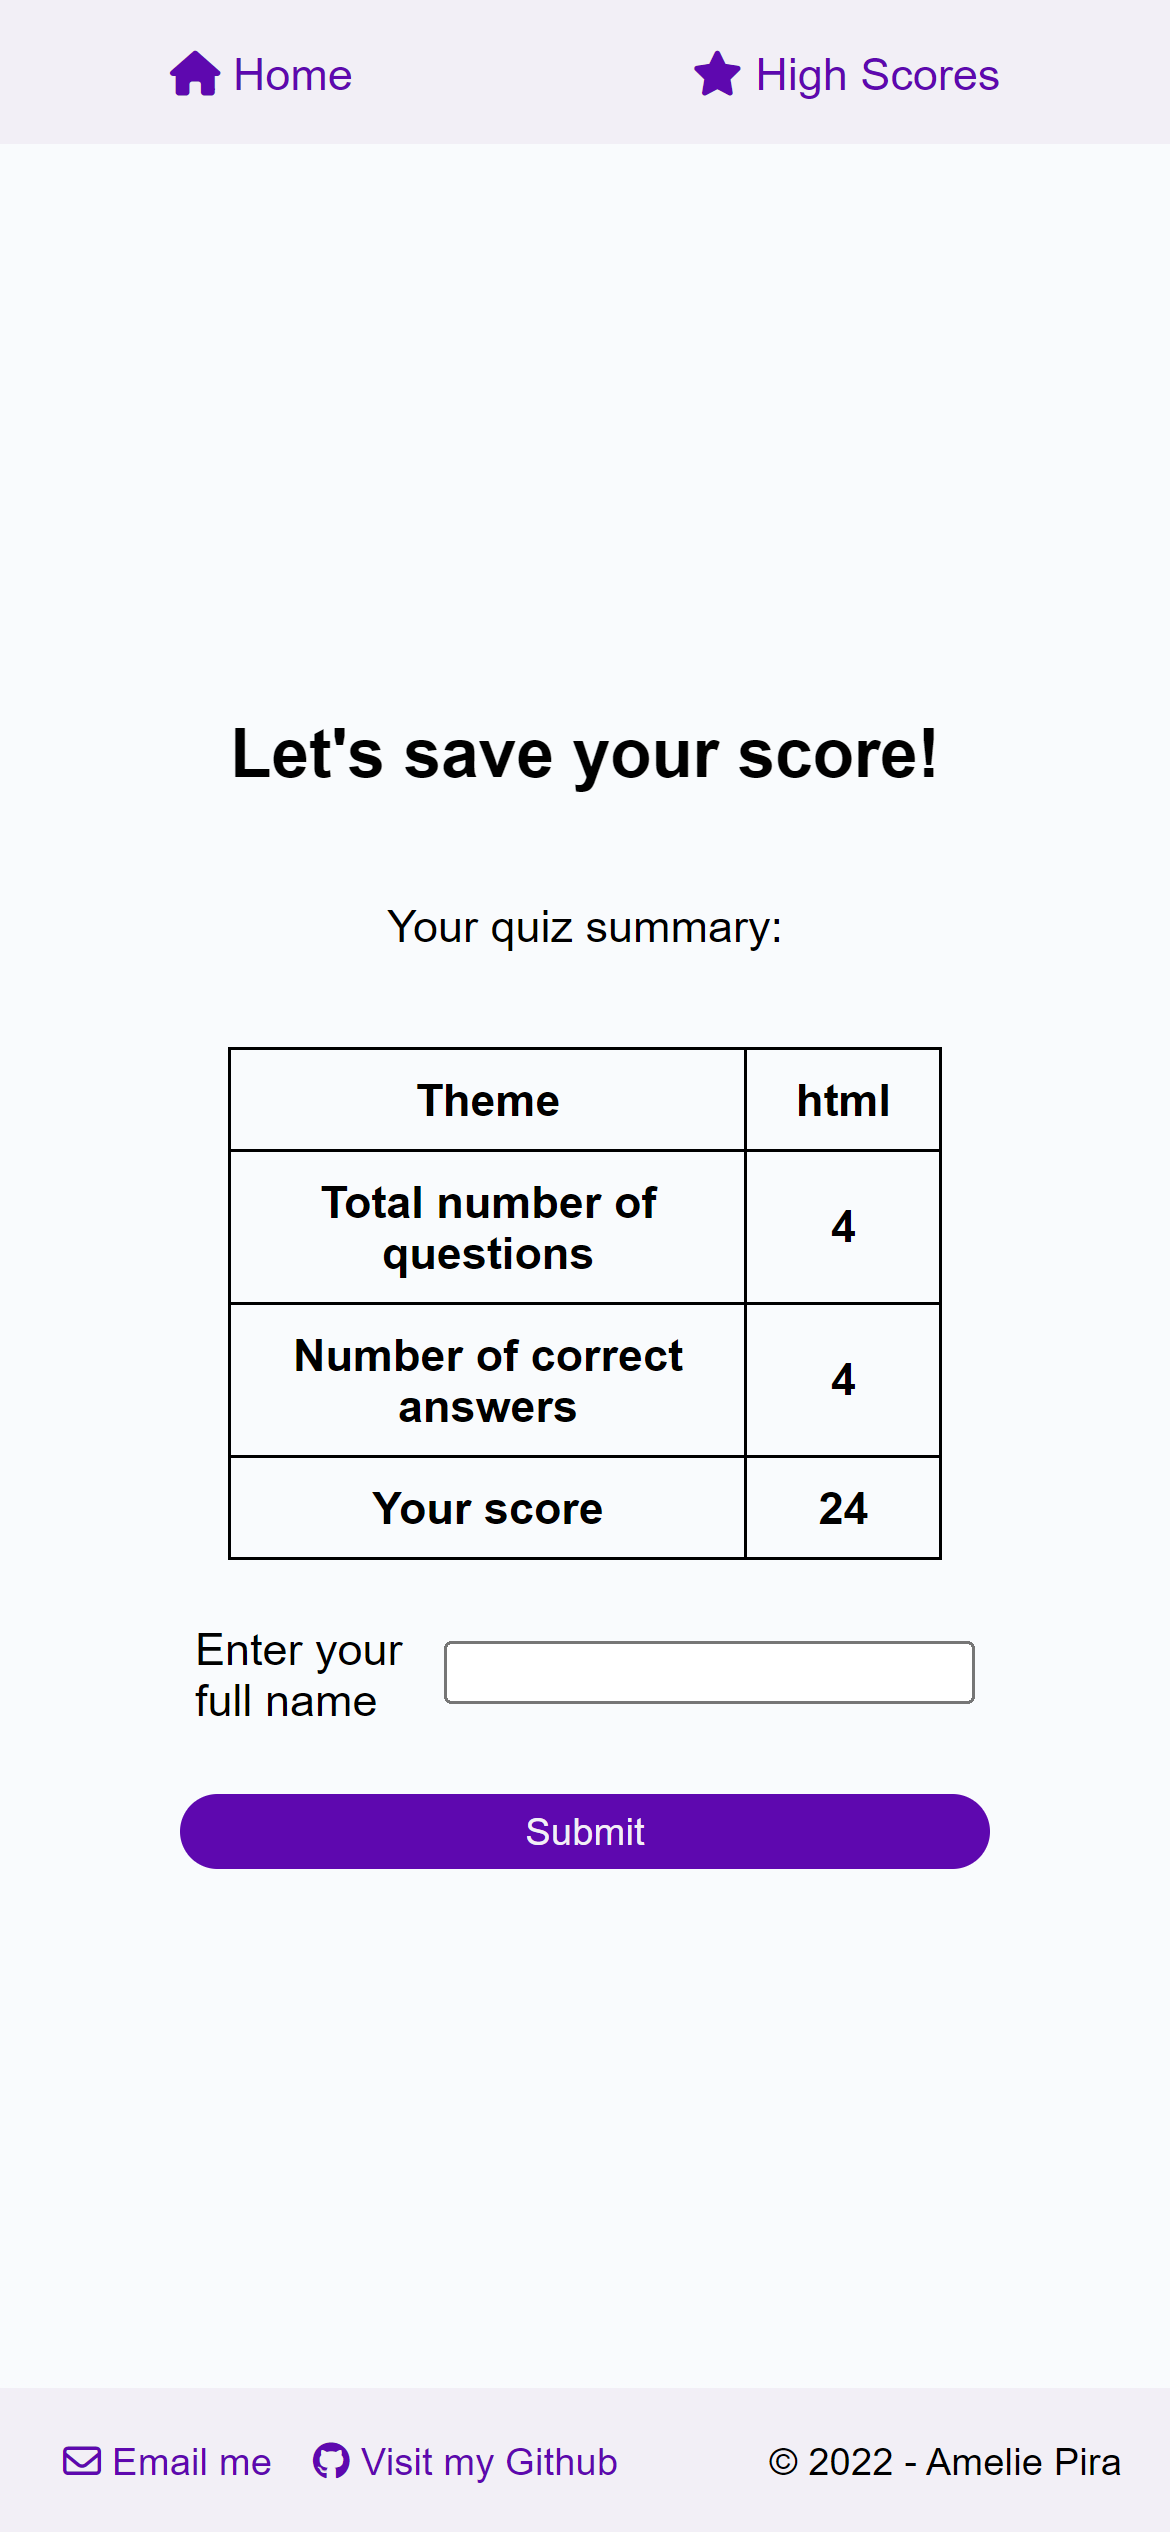 Home High Scores
Let's save your score!
Your quiz summary:
Theme html
Total number of
questions 4
Number of correct
answers 4
Your score 24
Enter your
full name
Submit
Email me Visit my Github © 2022 - Amelie Pira